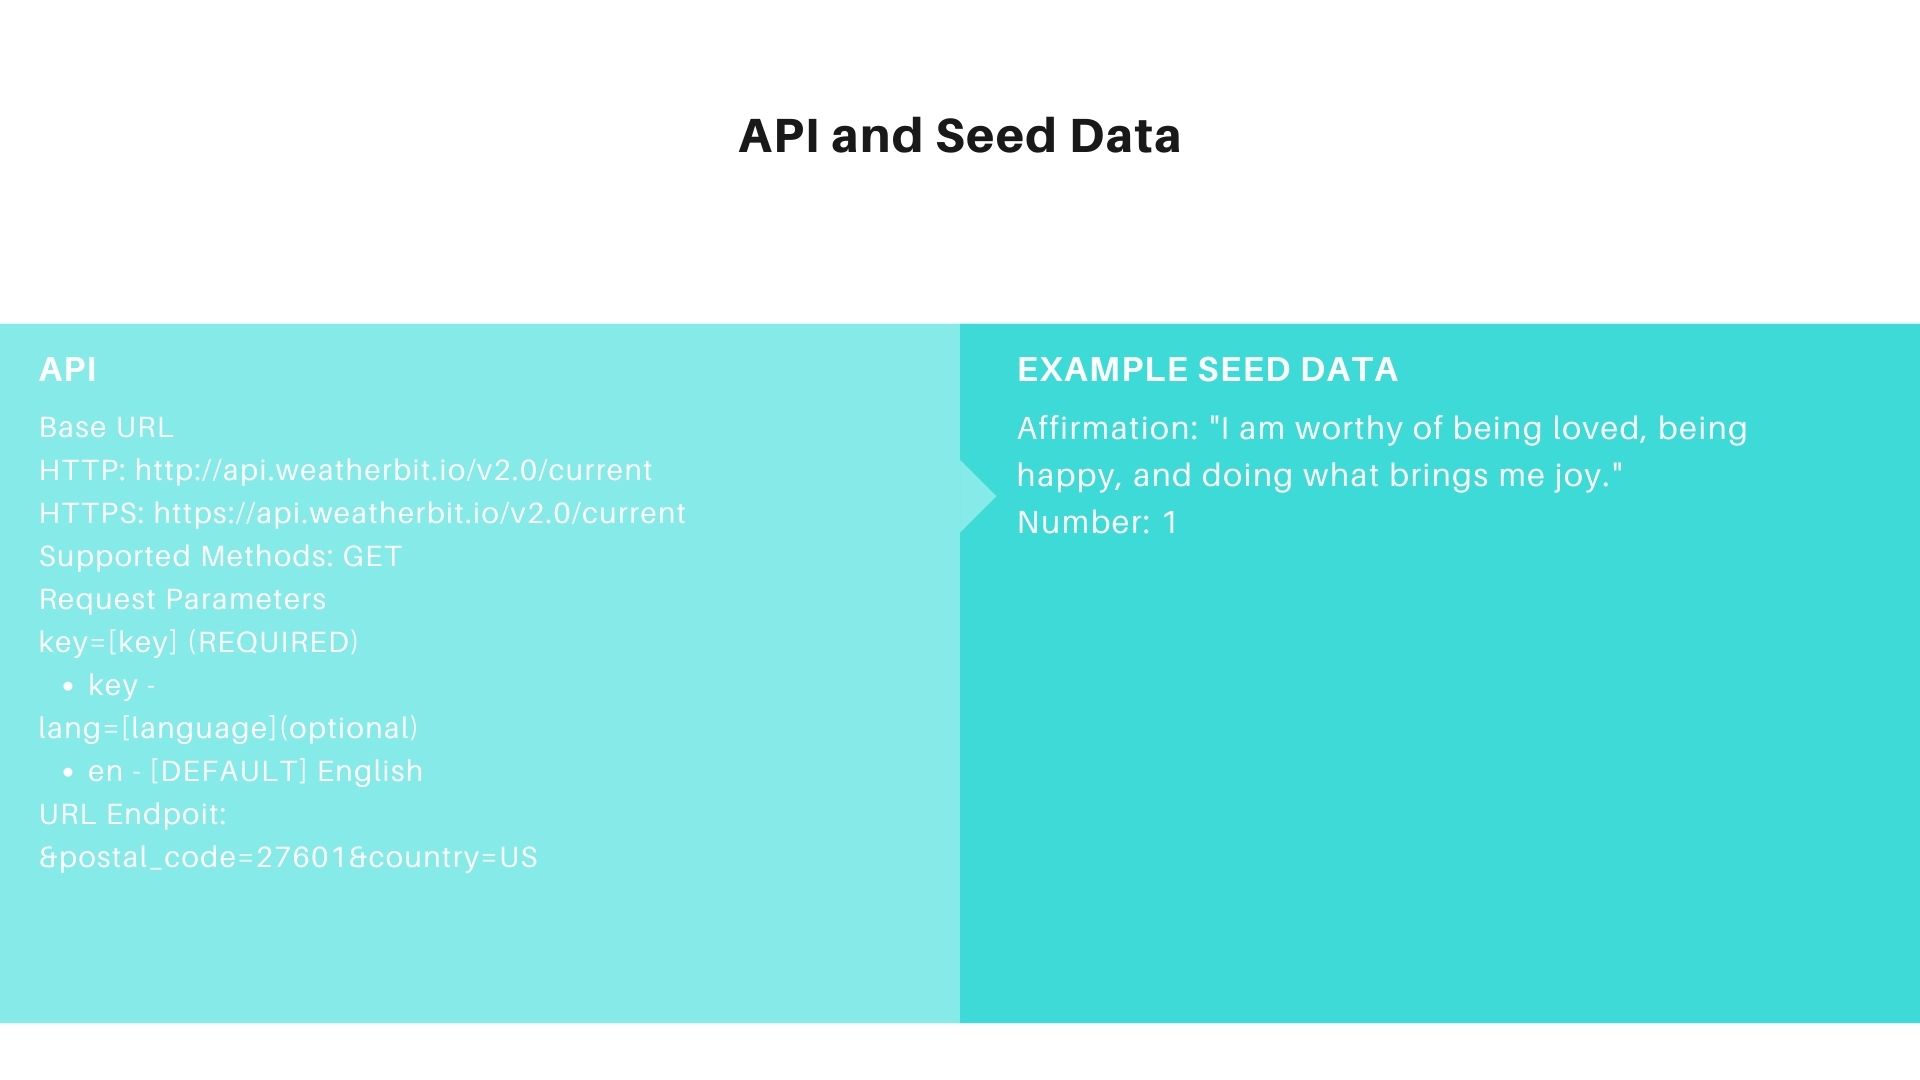 API and Seed Data
API
Base URL
HTTP: http://api.weatherbit.io/v2.0/current
HTTPS: https://api.weatherbit.io/v2.0/current
Supported Methods: GET
Request Parameters
key=[key] (REQUIRED)
• key -
lang=[language](optional)
• en - [DEFAULT] English
URL Endpoit:
&postal_code=27601&country=US
EXAMPLE SEED DATA
Affirmation: "I am worthy of being loved, being
happy, and doing what brings me joy."
Number: 1